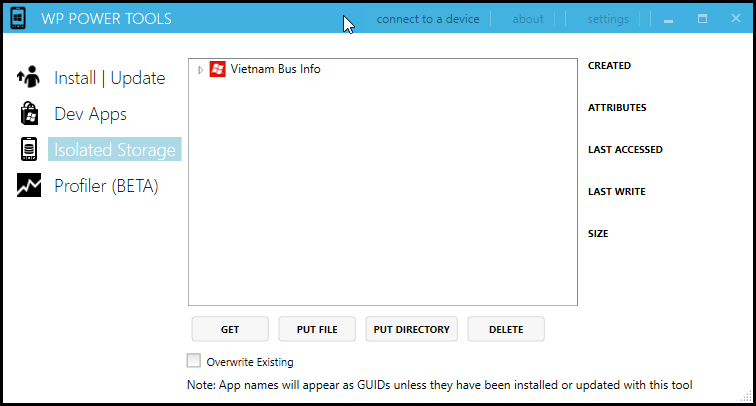 WP POWER TOOLS
connect to a device | about | settings |
Install | Update
Dev Apps
Isolated Storage
Profiler (BETA)
Vietnam Bus Info
CREATED
ATTRIBUTES
LAST ACCESSED
LAST WRITE
SIZE
GET
PUT FILE
PUT DIRECTORY
DELETE
Overwrite Existing
Note: App names will appear as GUIDs unless they have been installed or updated with this tool